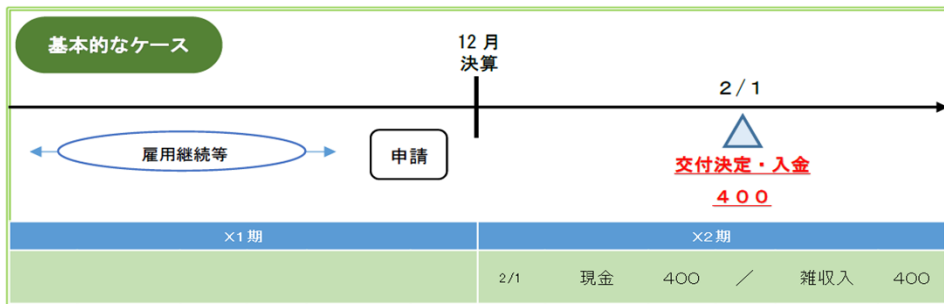 基本的なケース
12月
決算
2/1
雇用継続等
申請
交付決定・入金
400
X1期
X2期
2/1 現金 400 / 雑収入 400